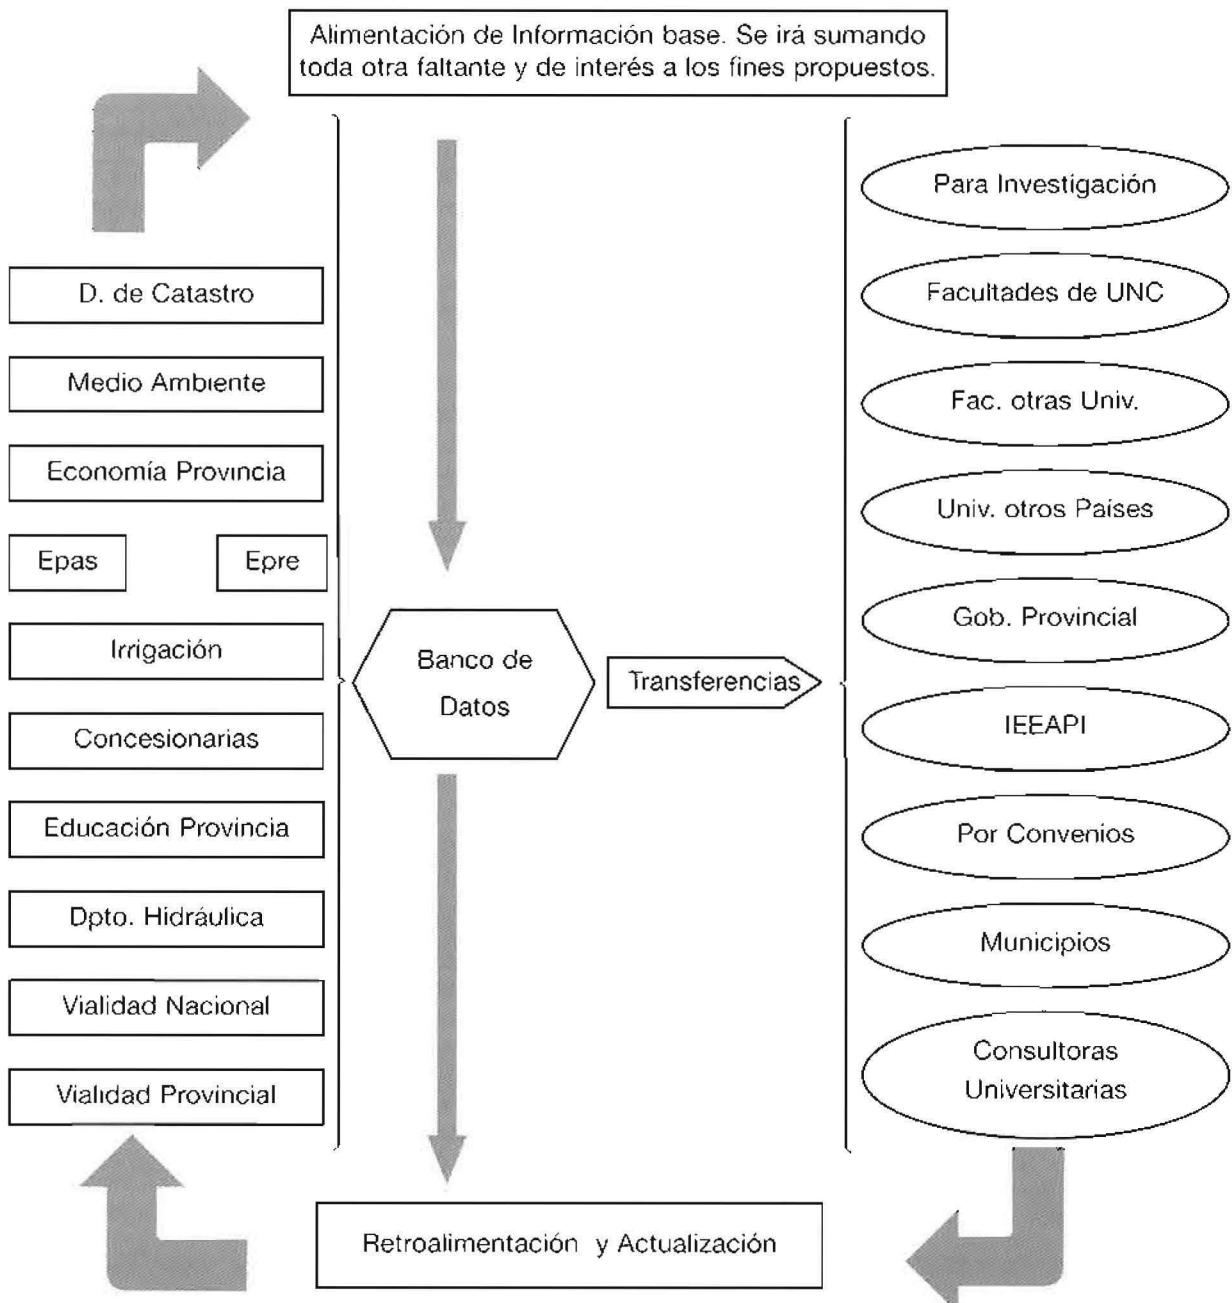 Alimentación de Información base. Se irá sumando
toda otra faltante y de interés a los fines propuestos.
D. de Catastro
Medio Ambiente
Economía Provincia
Epas
Epre
Irrigación
Concesionarias
Educación Provincia
Dpto. Hidráulica
Vialidad Nacional
Vialidad Provincial
Banco de
Datos
Transferencias
Para Investigación
Facultades de UNC
Fac. otras Univ.
Univ. otros Países
Gob. Provincial
IEEAPI
Por Convenios
Municipios
Consultoras
Universitarias
Retroalimentación y Actualización